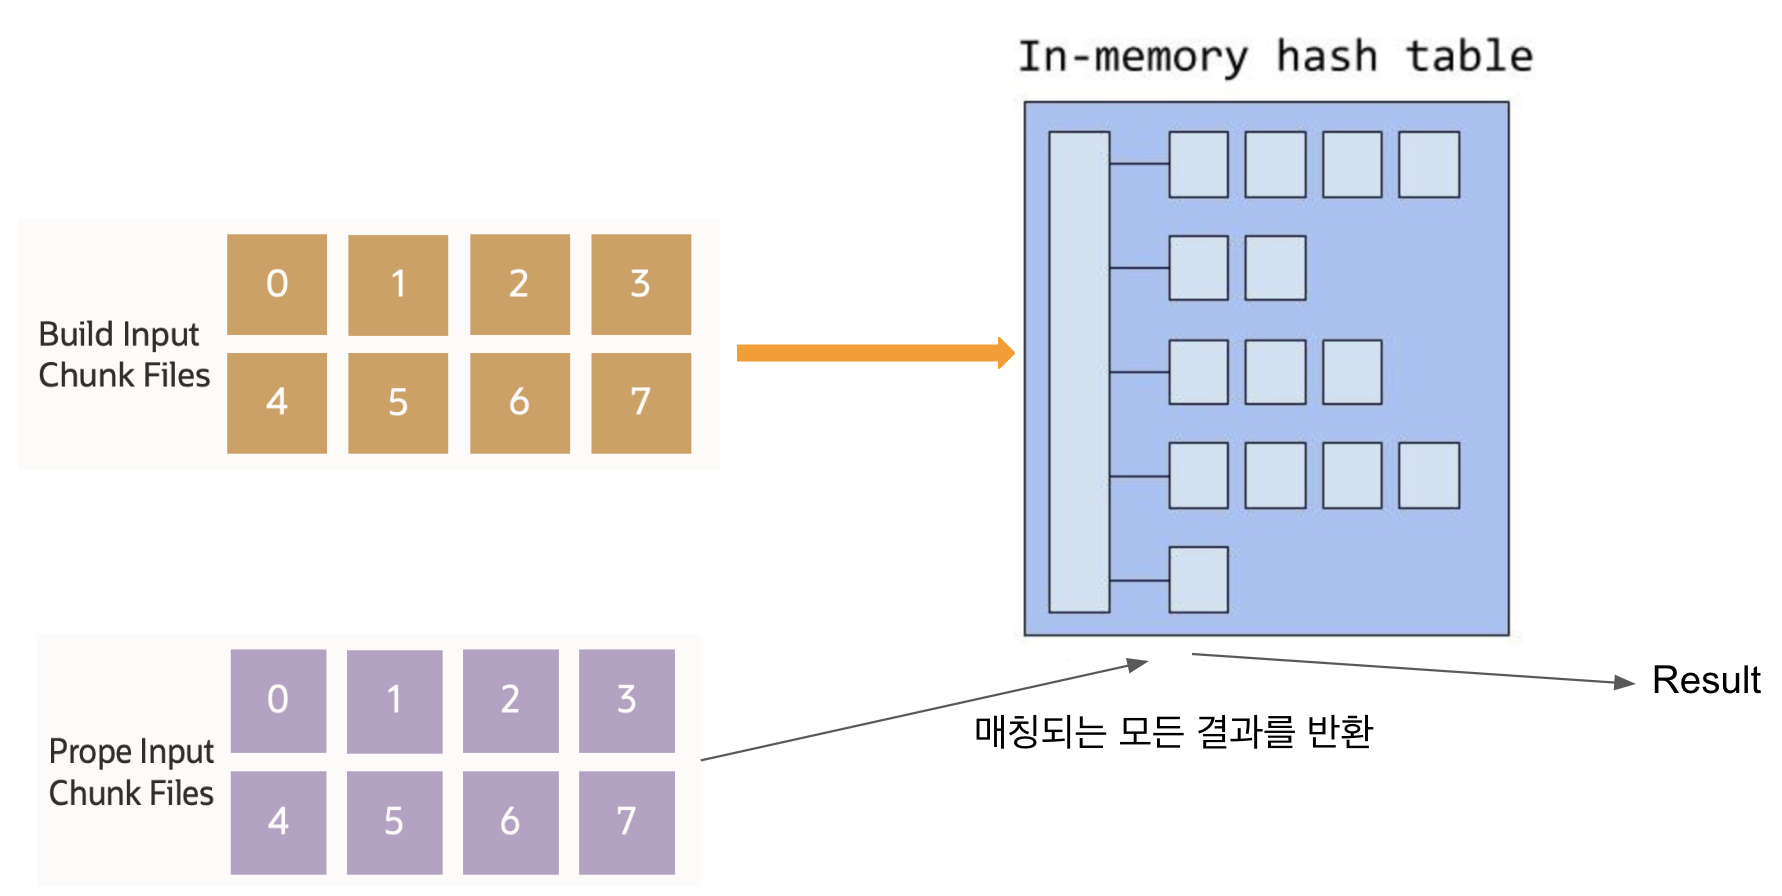 In-memory hash table
Build Input
Chunk Files
0 1 2 3
4 5 6 7
Prope Input
Chunk Files
0 1 2 3
4 5 6 7
매칭되는 모든 결과를 반환
Result